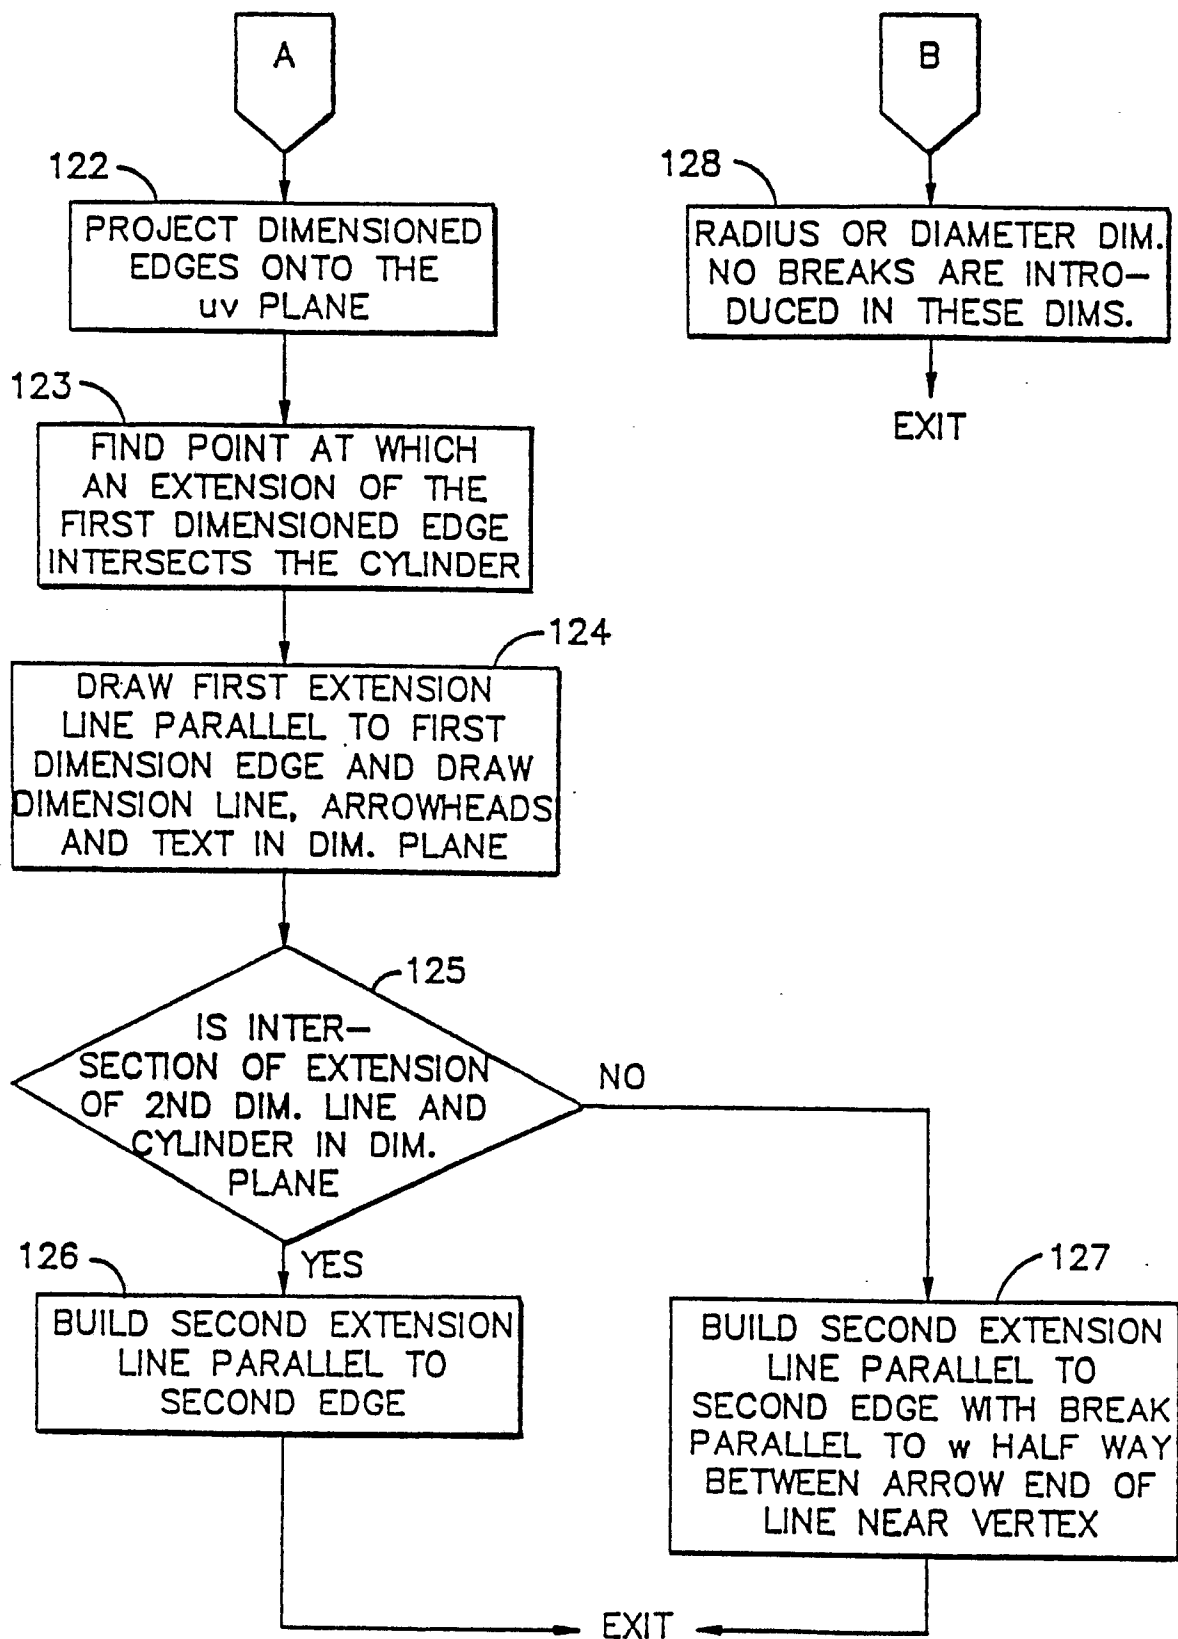 A
122
PROJECT DIMENSIONED
EDGES ONTO THE
uv PLANE
123
FIND POINT AT WHICH
AN EXTENSION OF THE
FIRST DIMENSIONED EDGE
INTERSECTS THE CYLINDER
124
DRAW FIRST EXTENSION
LINE PARALLEL TO FIRST
DIMENSION EDGE AND DRAW
DIMENSION LINE, ARROWHEADS
AND TEXT IN DIM. PLANE
125
IS INTER-
SECTION OF EXTENSION
OF 2ND DIM. LINE AND
CYLINDER IN DIM.
PLANE
NO
YES
126
BUILD SECOND EXTENSION
LINE PARALLEL TO
SECOND EDGE
127
BUILD SECOND EXTENSION
LINE PARALLEL TO
SECOND EDGE WITH BREAK
PARALLEL TO w HALF WAY
BETWEEN ARROW END OF
LINE NEAR VERTEX
EXIT
B
128
RADIUS OR DIAMETER DIM.
NO BREAKS ARE INTRO-
DUCED IN THESE DIMS.
EXIT